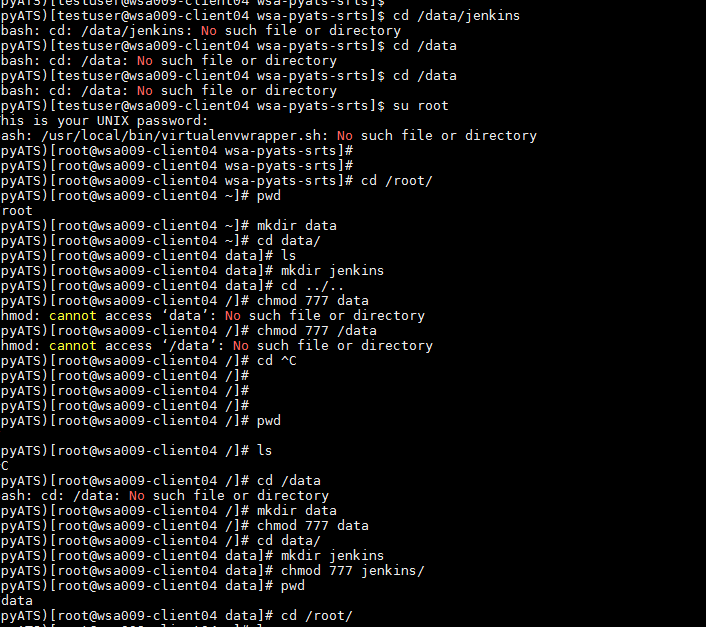 pyATS)[testuser@wsa009-client04 wsa-pyats-srts]$
pyATS)[testuser@wsa009-client04 wsa-pyats-srts]$ cd /data/jenkins
bash: cd: /data/jenkins: No such file or directory
pyATS)[testuser@wsa009-client04 wsa-pyats-srts]$ cd /data
bash: cd: /data: No such file or directory
pyATS)[testuser@wsa009-client04 wsa-pyats-srts]$ cd /data
bash: cd: /data: No such file or directory
pyATS)[testuser@wsa009-client04 wsa-pyats-srts]$ su root
his is your UNIX password:
ash: /usr/local/bin/virtualenvwrapper.sh: No such file or directory
pyATS)[root@wsa009-client04 wsa-pyats-srts]#
pyATS)[root@wsa009-client04 wsa-pyats-srts]#
pyATS)[root@wsa009-client04 wsa-pyats-srts]# cd /root/
pyATS)[root@wsa009-client04 ~]# pwd
root
pyATS)[root@wsa009-client04 ~]# mkdir data
pyATS)[root@wsa009-client04 ~]# cd data/
pyATS)[root@wsa009-client04 data]# ls
pyATS)[root@wsa009-client04 data]# mkdir jenkins
pyATS)[root@wsa009-client04 data]# cd ../..
pyATS)[root@wsa009-client04 /]# chmod 777 data
hmod: cannot access ‘data’: No such file or directory
pyATS)[root@wsa009-client04 /]# chmod 777 /data
hmod: cannot access ‘/data’: No such file or directory
pyATS)[root@wsa009-client04 /]# cd ^C
pyATS)[root@wsa009-client04 /]#
pyATS)[root@wsa009-client04 /]#
pyATS)[root@wsa009-client04 /]#
pyATS)[root@wsa009-client04 /]# pwd
pyATS)[root@wsa009-client04 /]# ls
C
pyATS)[root@wsa009-client04 /]# cd /data
ash: cd: /data: No such file or directory
pyATS)[root@wsa009-client04 /]# mkdir data
pyATS)[root@wsa009-client04 /]# chmod 777 data
pyATS)[root@wsa009-client04 /]# cd data/
pyATS)[root@wsa009-client04 data]# mkdir jenkins
pyATS)[root@wsa009-client04 data]# chmod 777 jenkins/
pyATS)[root@wsa009-client04 data]# pwd
data
pyATS)[root@wsa009-client04 data]# cd /root/